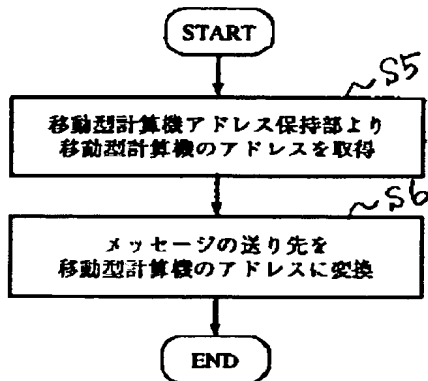 START
S5
移動型計算機アドレス保持部より
移動型計算機のアドレスを取得
S6
メッセージの送り先を
移動型計算機のアドレスに変換
END